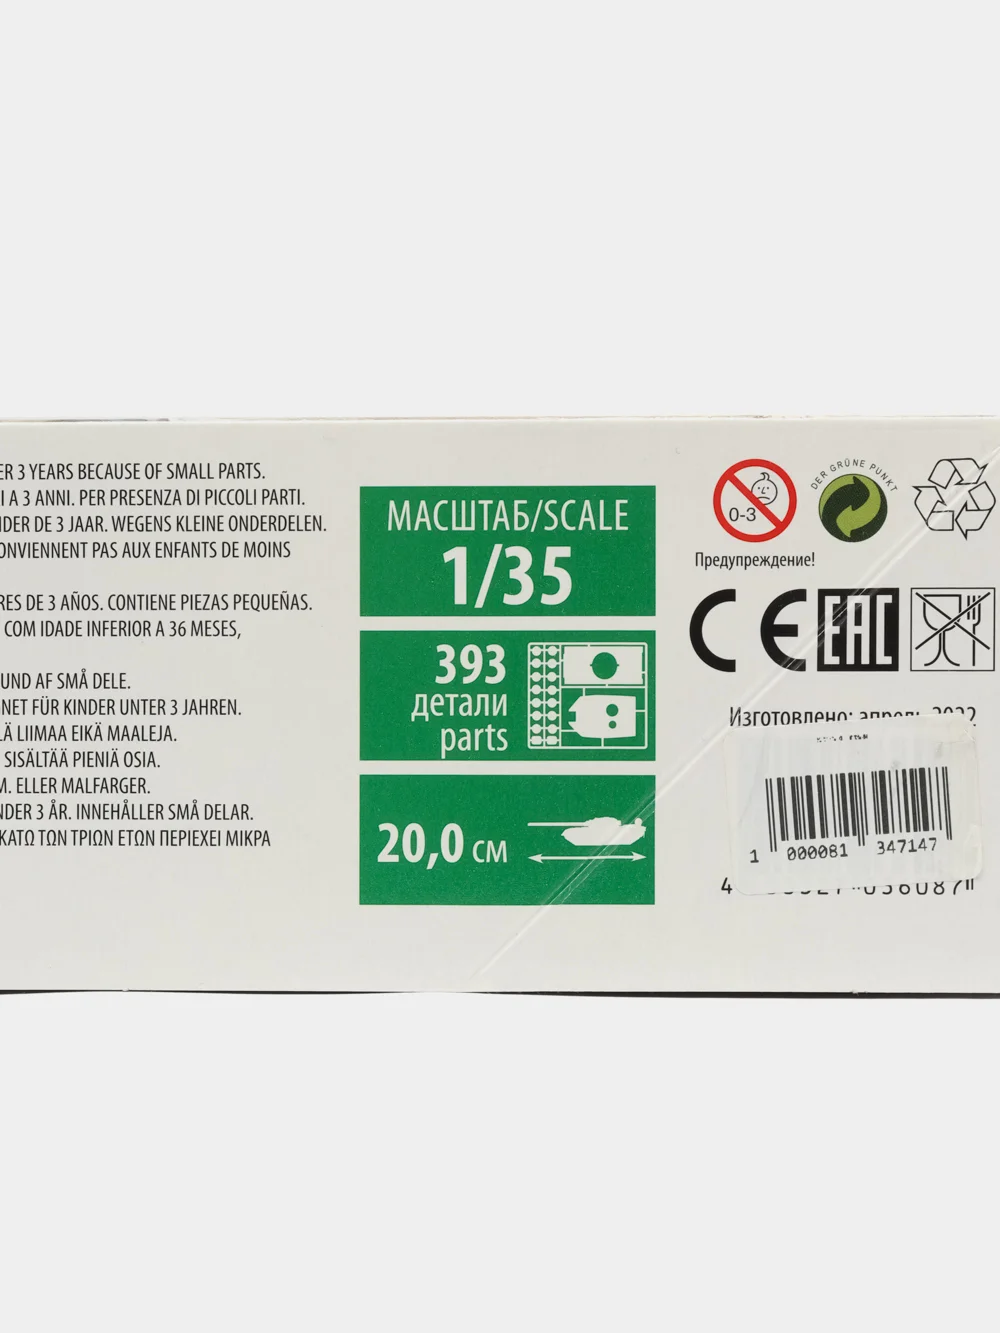 ER 3 YEARS BECAUSE OF SMALL PARTS.
I A 3 ANNI. PER PRESENZA DI PICCOLI PARTI.
NDER DE 3 JAAR. WEGENS KLEINE ONDERDELEN.
ONVIENNENT PAS AUX ENFANTS DE MOINS
RES DE 3 AÑOS. CONTIENE PIEZAS PEQUEÑAS.
COM IDADE INFERIOR A 36 MESES,
UND AF SMÅ DELE.
GNET FÜR KINDER UNTER 3 JAHREN.
LÄ LIIMAA EIKÄ MAALEJA.
SISÄLTÄÄ PIENIÄ OSIA.
M. ELLER MALFARGER.
NDER 3 ÅR. INNEHÅLLER SMÅ DELAR.
ΚΑΤΩ ΤΩΝ ΤΡΙΩΝ ΕΤΩΝ ΠΕΡΙΕΧΕΙ ΜΙΚΡΑ
МАСШТАБ/SCALE
1/35
393
детали
parts
20,0 см
0-3
Предупреждение!
DER GRÜNE PUNKT
CE EAC
Изготовлено: апрель 2022
1 000081 347147